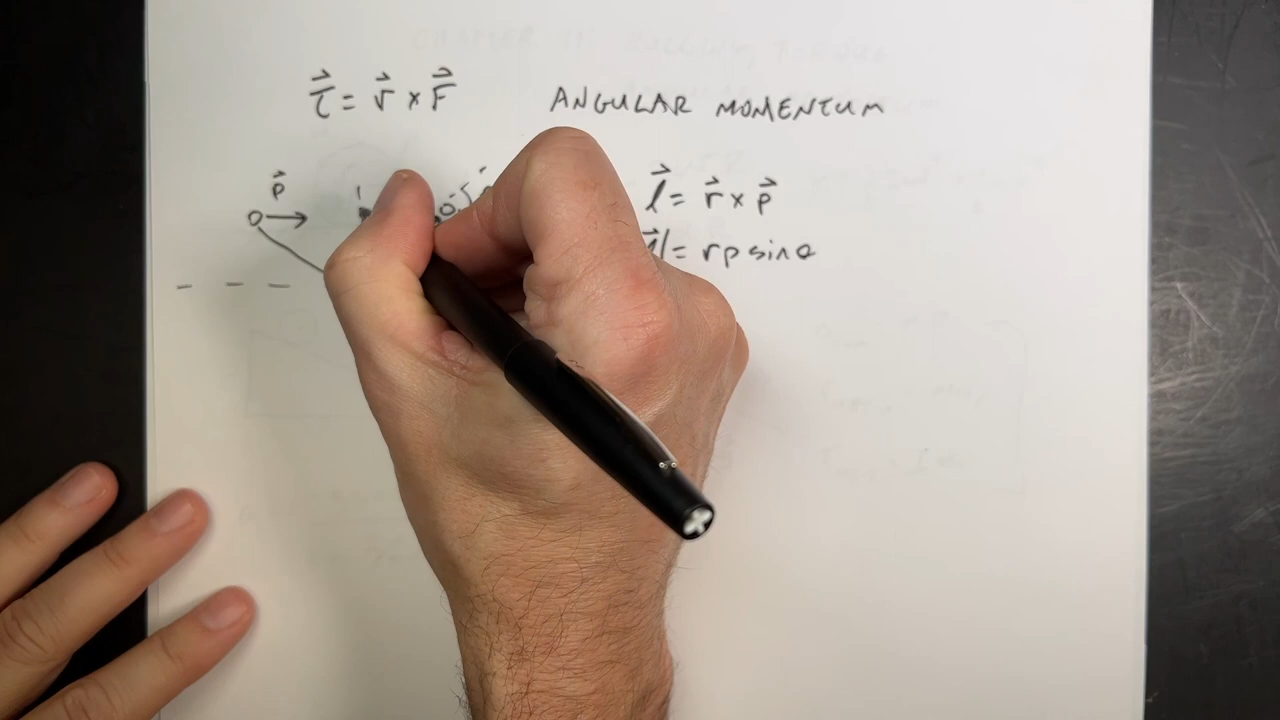 τ⃗ = r⃗ × F⃗ ANGULAR MOMENTUM
p⃗ l⃗ = r⃗ × p⃗
= rp sin θ